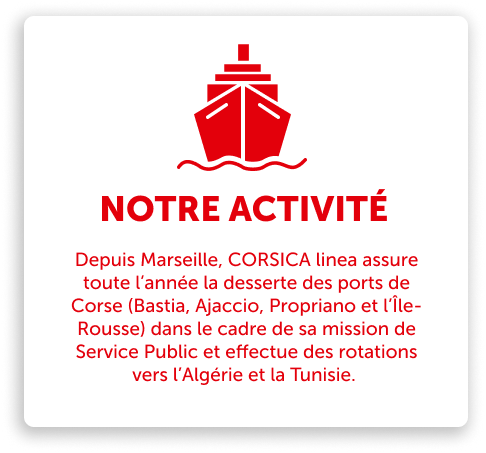 NOTRE ACTIVITÉ
Depuis Marseille, CORSICA linea assure
toute l’année la desserte des ports de
Corse (Bastia, Ajaccio, Propriano et l’Île-
Rousse) dans le cadre de sa mission de
Service Public et effectue des rotations
vers l’Algérie et la Tunisie.